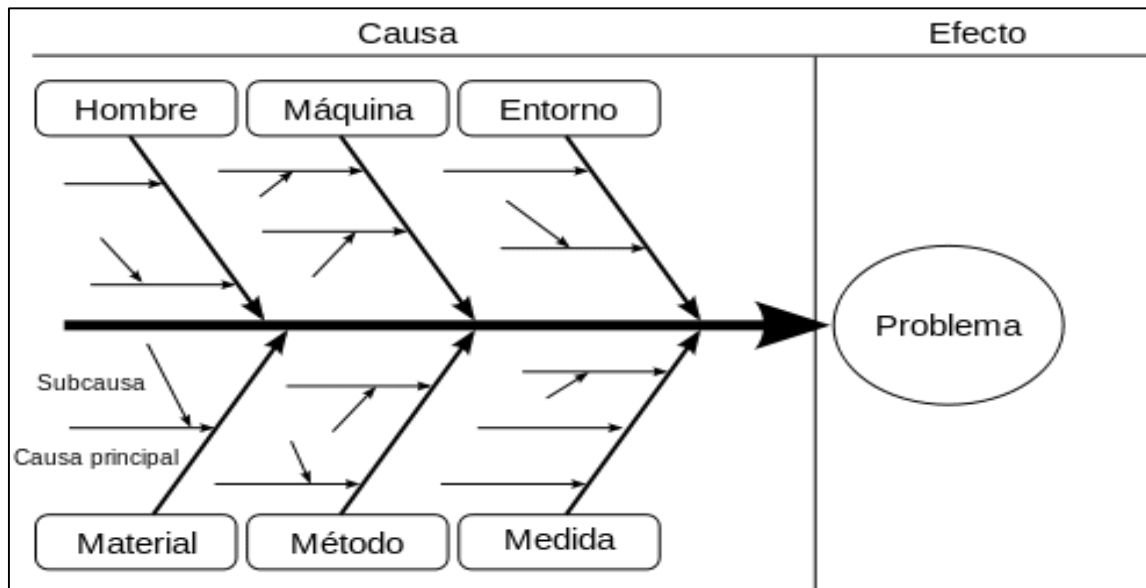 Causa
Efecto
Hombre
Máquina
Entorno
Problema
Subcausa
Causa principal
Material
Método
Medida